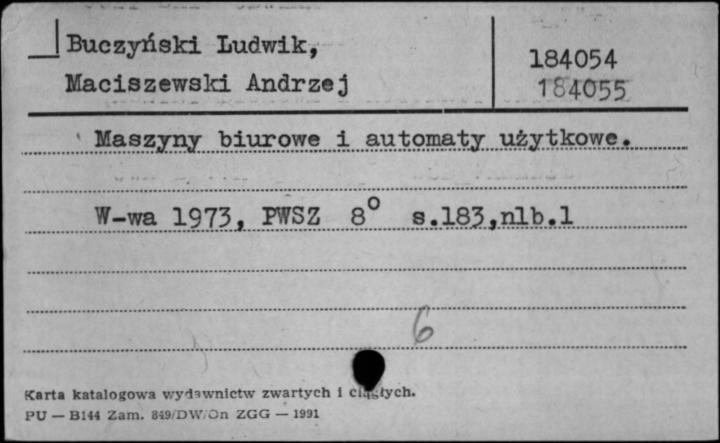 Buczyński Ludwik,
184054
Maciszewski Andrzej
184055
Maszyny biurowe i automaty użytkowe.
W-wa 1973, PWSZ 8° s.183,nlb.1
6
Karta katalogowa wydawnictw zwartych i ciągłych.
PU — B144 Zam. 849/DW/On ZGG — 1991